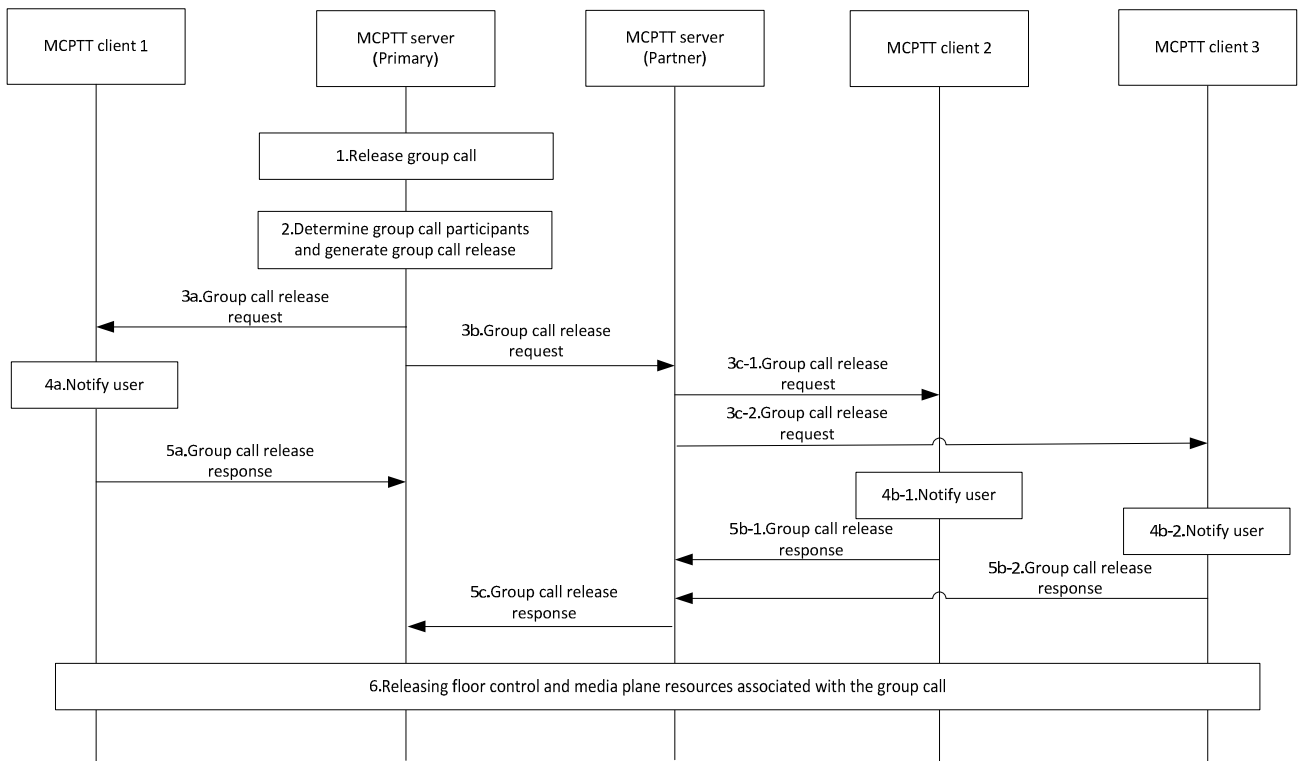 MCPTT client 1
MCPTT server
(Primary)
MCPTT server
(Partner)
MCPTT client 2
MCPTT client 3
1.Release group call
2.Determine group call participants
and generate group call release
3a.Group call release
request
3b.Group call release
request
3c-1.Group call release
request
4a.Notify user
3c-2.Group call release
request
5a.Group call release
response
4b-1.Notify user
4b-2.Notify user
5b-1.Group call release
response
5b-2.Group call release
response
5c.Group call release
response
6.Releasing floor control and media plane resources associated with the group call